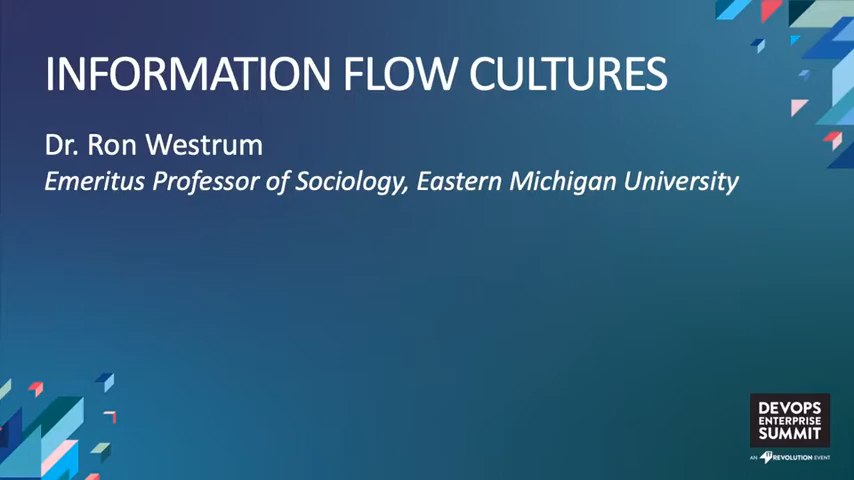 INFORMATION FLOW CULTURES
Dr. Ron Westrum
Emeritus Professor of Sociology, Eastern Michigan University
DEVOPS
ENTERPRISE
SUMMIT
AN IT REVOLUTION EVENT